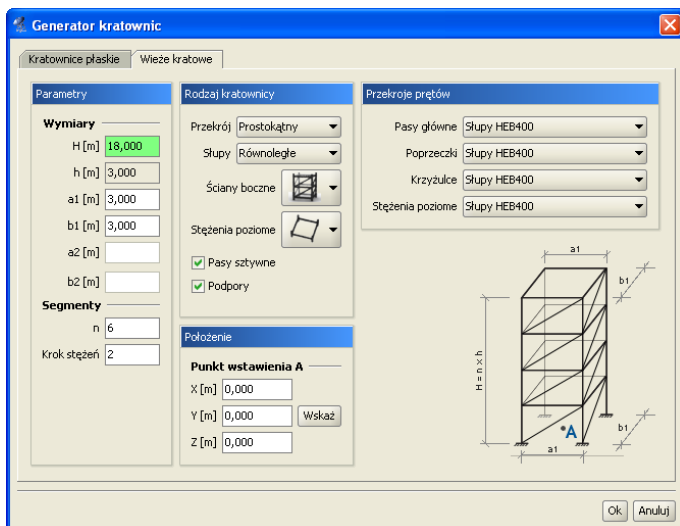 Generator kratownic
Kratownice płaskie
Wieże kratowe
Parametry
Wymiary
H [m] 18,000
h [m] 3,000
a1 [m] 3,000
b1 [m] 3,000
a2 [m]
b2 [m]
Segmenty
n 6
Krok stężeń 2
Rodzaj kratownicy
Przekrój Prostokątny
Słupy Równoległe
Ściany boczne
Stężenia poziome
Pasy sztywne
Podpory
Położenie
Punkt wstawienia A
X [m] 0,000
Y [m] 0,000 Wskaż
Z [m] 0,000
Przekroje prętów
Pasy główne Słupy HEB400
Poprzeczki Słupy HEB400
Krzyżulce Słupy HEB400
Stężenia poziome Słupy HEB400
a1
b1
H = n x h
A
b1
a1
Ok Anuluj